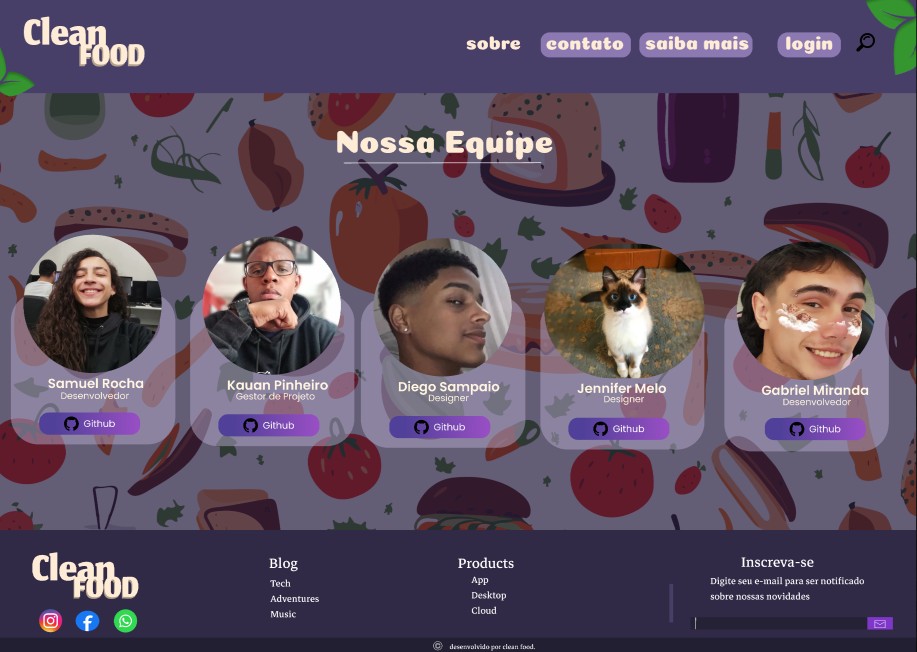 Clean
FOOD
sobre contato saiba mais login
Nossa Equipe
Samuel Rocha
Desenvolvedor
Github
Kauan Pinheiro
Gestor de Projeto
Github
Diego Sampaio
Designer
Github
Jennifer Melo
Designer
Github
Gabriel Miranda
Desenvolvedor
Github
Clean
FOOD
Blog
Tech
Adventures
Music
Products
App
Desktop
Cloud
Inscreva-se
Digite seu e-mail para ser notificado
sobre nossas novidades
© desenvolvido por clean food.